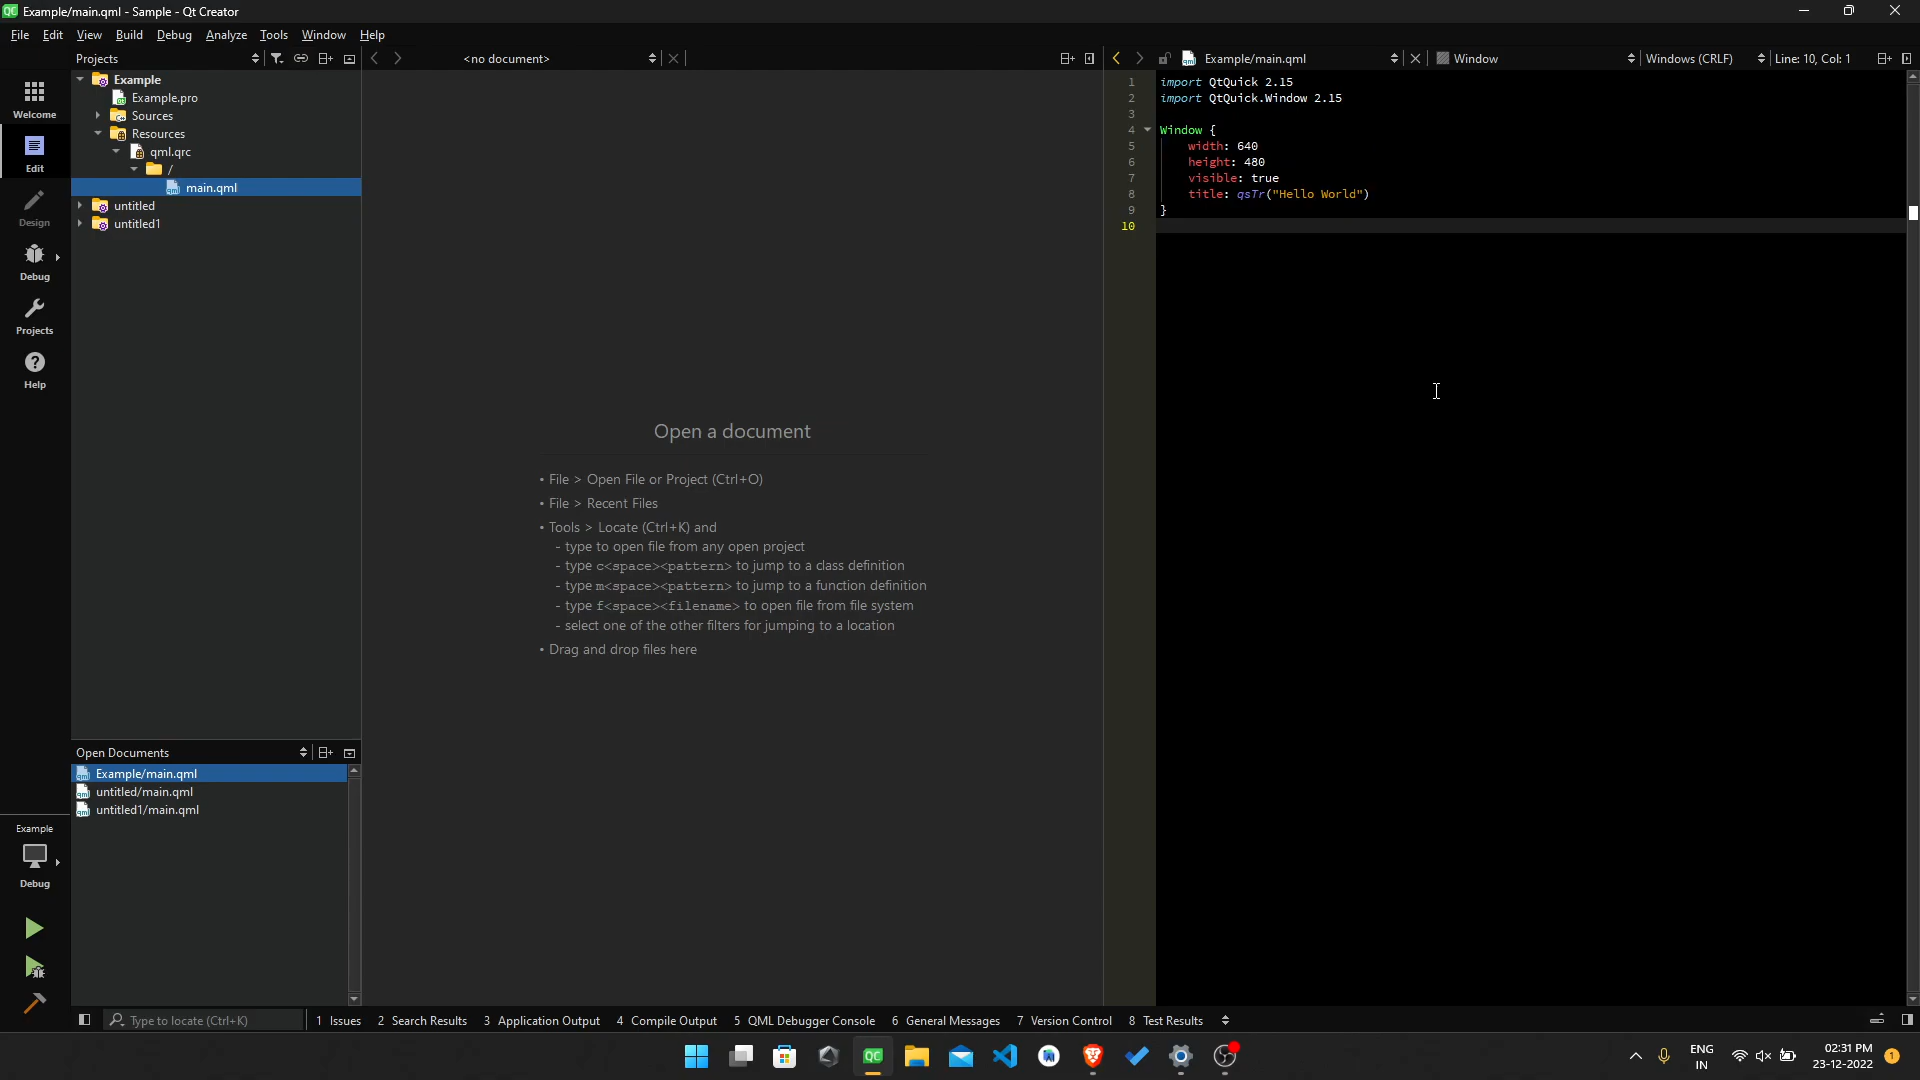 Example/main.qml - Sample - Qt Creator
File Edit View Build Debug Analyze Tools Window Help
Projects
<no document>
Example/main.qml
Window
Windows (CRLF)
Line: 10, Col: 1
Welcome
Edit
Design
Debug
Projects
Help
Example
Example.pro
Sources
Resources
qml.qrc
/
main.qml
untitled
untitled1
1 import QtQuick 2.15
2 import QtQuick.Window 2.15
3
4 Window {
5 width: 640
6 height: 480
7 visible: true
8 title: qsTr("Hello World")
9 }
10
Open a document
• File > Open File or Project (Ctrl+O)
• File > Recent Files
• Tools > Locate (Ctrl+K) and
- type to open file from any open project
- type c<space><pattern> to jump to a class definition
- type m<space><pattern> to jump to a function definition
- type f<space><filename> to open file from file system
- select one of the other filters for jumping to a location
• Drag and drop files here
Open Documents
Example/main.qml
untitled/main.qml
untitled1/main.qml
Example
Debug
Type to locate (Ctrl+K)
1 Issues 2 Search Results 3 Application Output 4 Compile Output 5 QML Debugger Console 6 General Messages 7 Version Control 8 Test Results
QC
ENG
IN
02:31 PM
23-12-2022
1